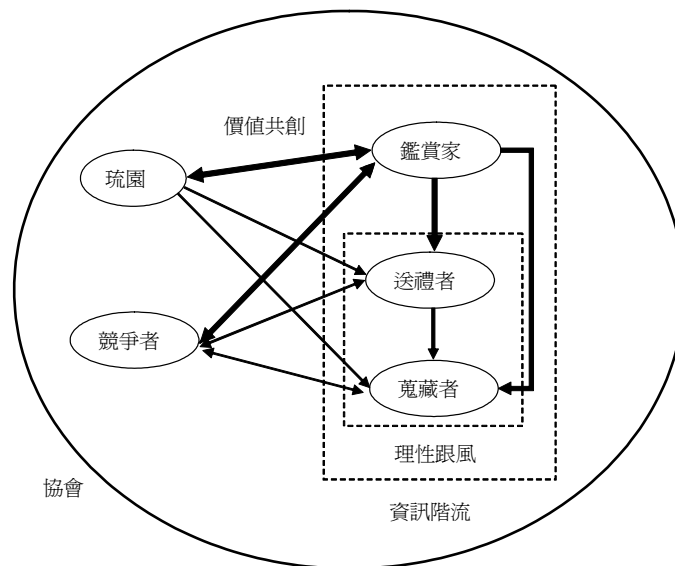 價值共創
鑑賞家
琉園
送禮者
競爭者
蒐藏者
理性跟風
協會
資訊階流